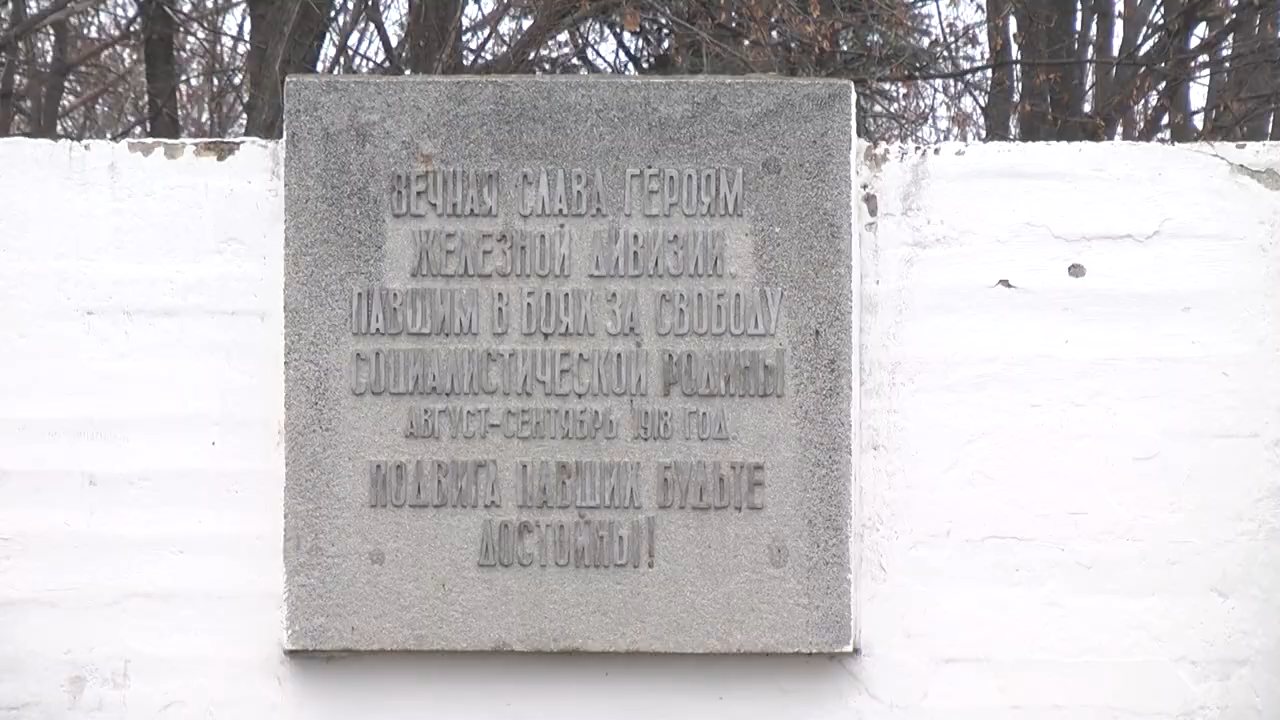 ВЕЧНАЯ СЛАВА ГЕРОЯМ
ЖЕЛЕЗНОЙ ДИВИЗИИ.
ПАВШИМ В БОЯХ ЗА СВОБОДУ
СОЦИАЛИСТИЧЕСКОЙ РОДИНЫ
АВГУСТ-СЕНТЯБРЬ 1918 ГОД.
ПОДВИГА ПАВШИХ БУДЬТЕ
ДОСТОЙНЫ!